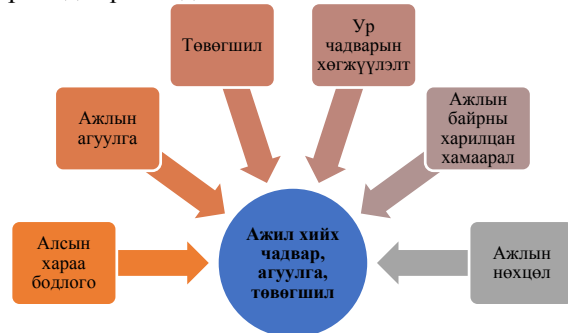 Төвөгшил
Ур
чадварын
хөгжүүлэлт
Ажлын
агуулга
Ажлын
байрны
харилцан
хамаарал
Алсын
хараа
бодлого
Ажил хийх
чадвар,
агуулга,
төвөгшил
Ажлын
нөхцөл